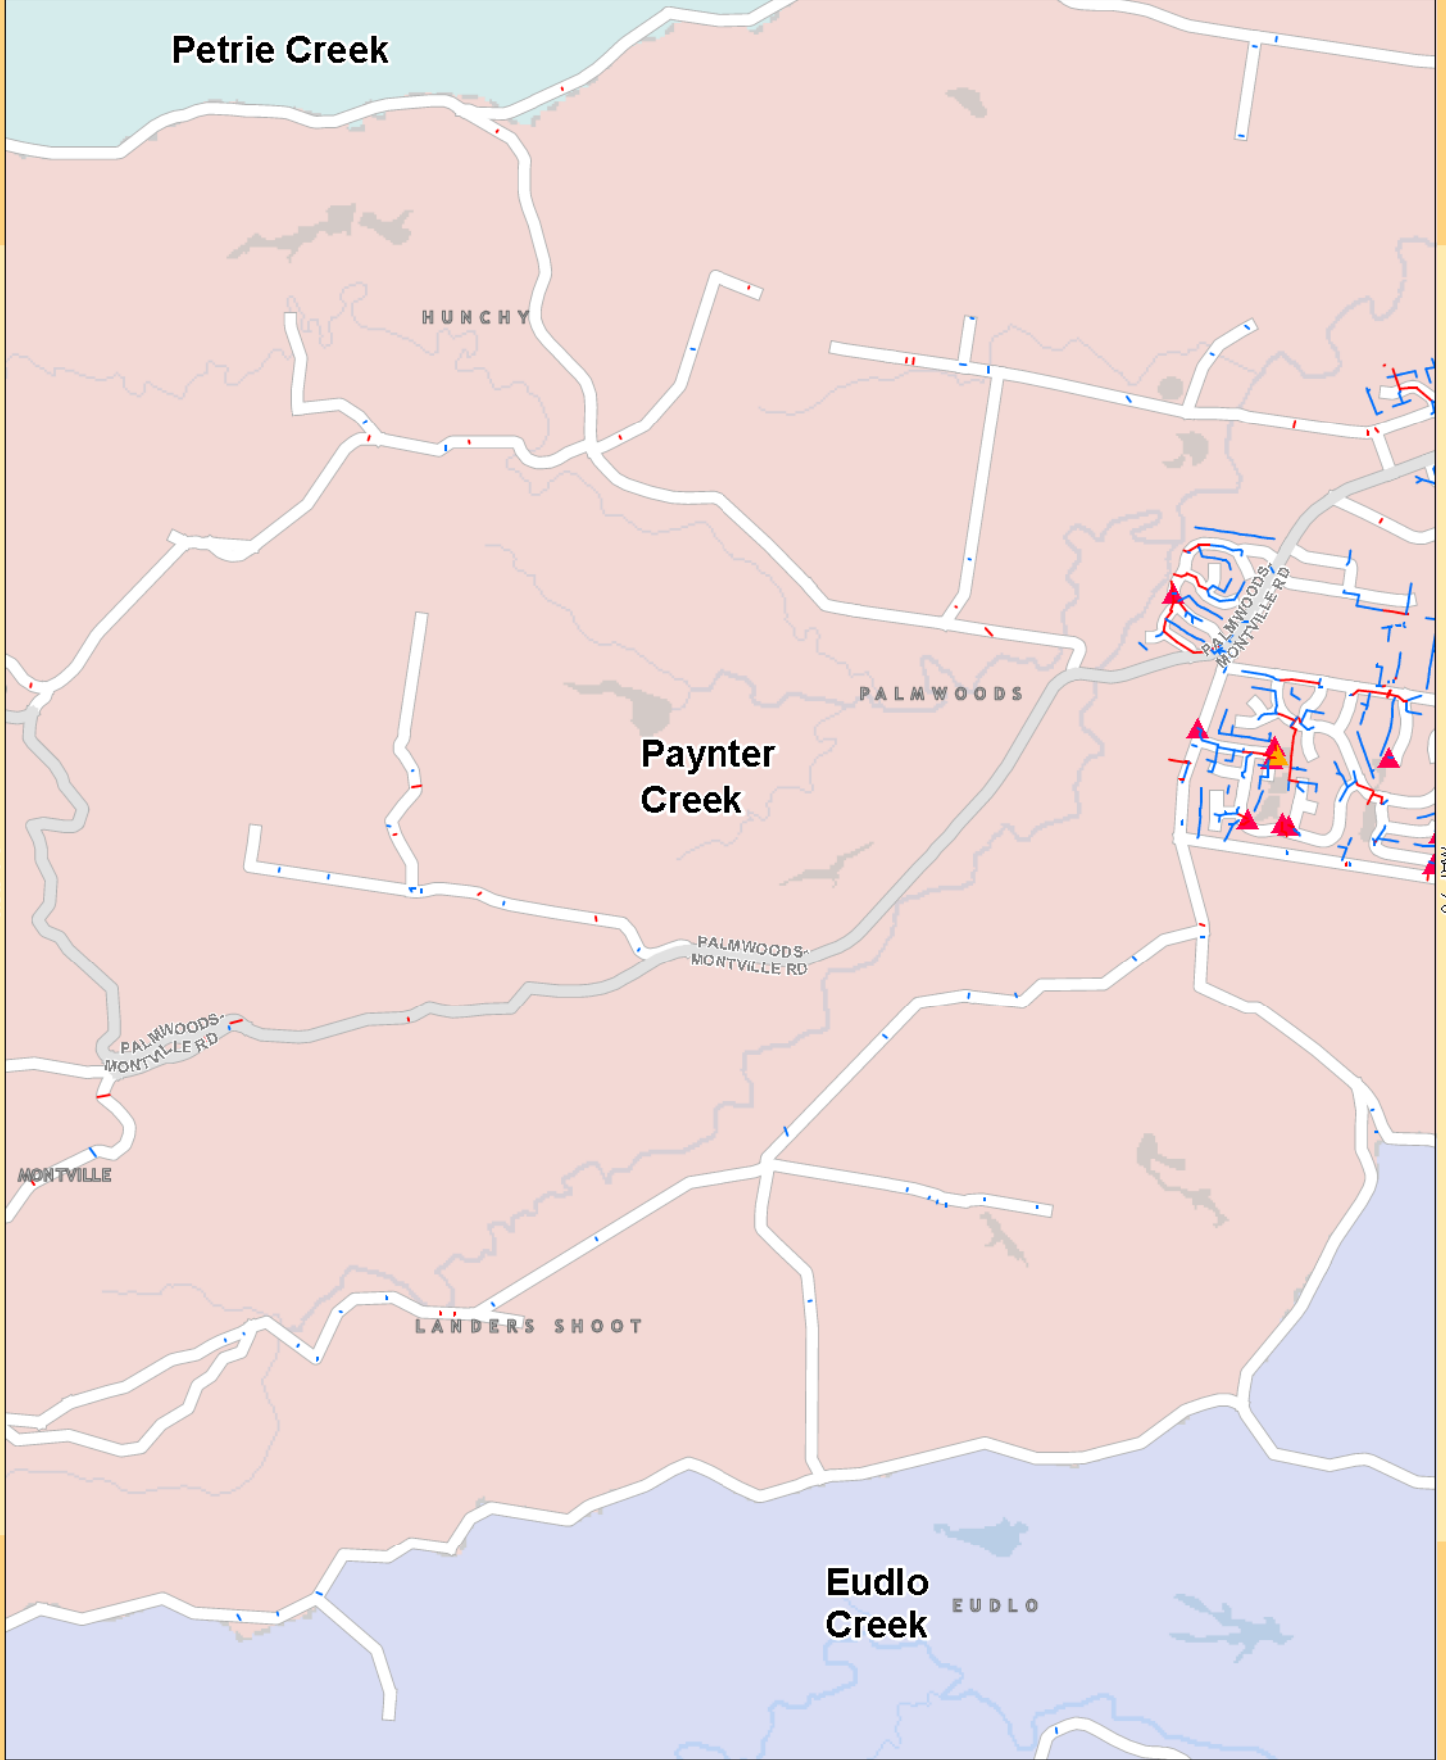 Petrie Creek
HUNCHY
PALMWOODS-
MONTVILLE RD
PALMWOODS
Paynter
Creek
PALMWOODS-
MONTVILLE RD
PALMWOODS-
MONTVILLE RD
MONTVILLE
LANDERS SHOOT
Eudlo
Creek
EUDLO